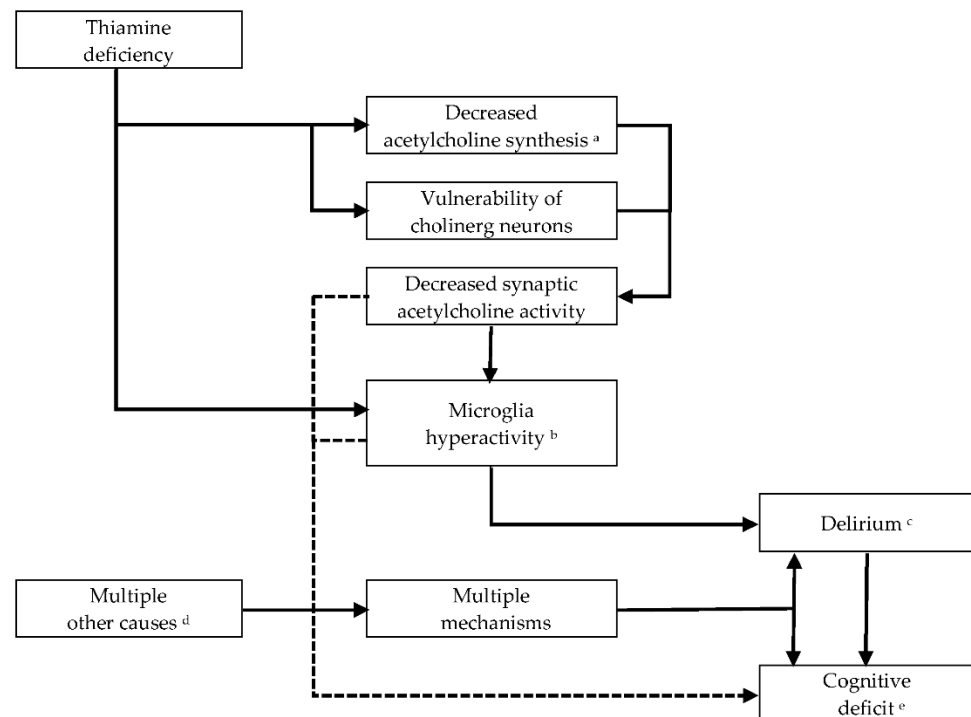 Thiamine
deficiency
Decreased
acetylcholine synthesis ᵃ
Vulnerability of
cholinerg neurons
Decreased synaptic
acetylcholine activity
Microglia
hyperactivity ᵇ
Delirium ᶜ
Multiple
other causes ᵈ
Multiple
mechanisms
Cognitive
deficit ᵉ